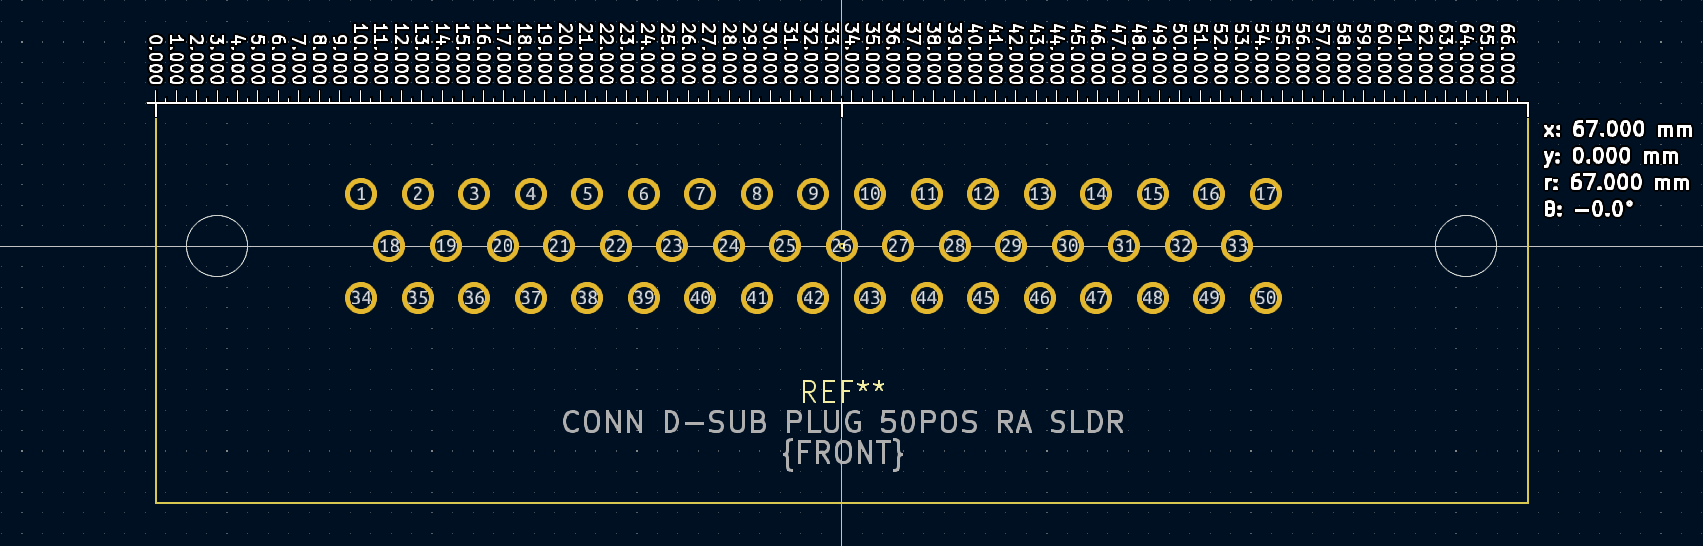 0.000 1.000 2.000 3.000 4.000 5.000 6.000 7.000 8.000 9.000 10.000 11.000 12.000 13.000 14.000 15.000 16.000 17.000 18.000 19.000 20.000 21.000 22.000 23.000 24.000 25.000 26.000 27.000 28.000 29.000 30.000 31.000 32.000 33.000 34.000 35.000 36.000 37.000 38.000 39.000 40.000 41.000 42.000 43.000 44.000 45.000 46.000 47.000 48.000 49.000 50.000 51.000 52.000 53.000 54.000 55.000 56.000 57.000 58.000 59.000 60.000 61.000 62.000 63.000 64.000 65.000 66.000
x: 67.000 mm
y: 0.000 mm
r: 67.000 mm
θ: -0.0°
1 2 3 4 5 6 7 8 9 10 11 12 13 14 15 16 17
18 19 20 21 22 23 24 25 26 27 28 29 30 31 32 33
34 35 36 37 38 39 40 41 42 43 44 45 46 47 48 49 50
REF**
CONN D-SUB PLUG 50POS RA SLDR
{FRONT}